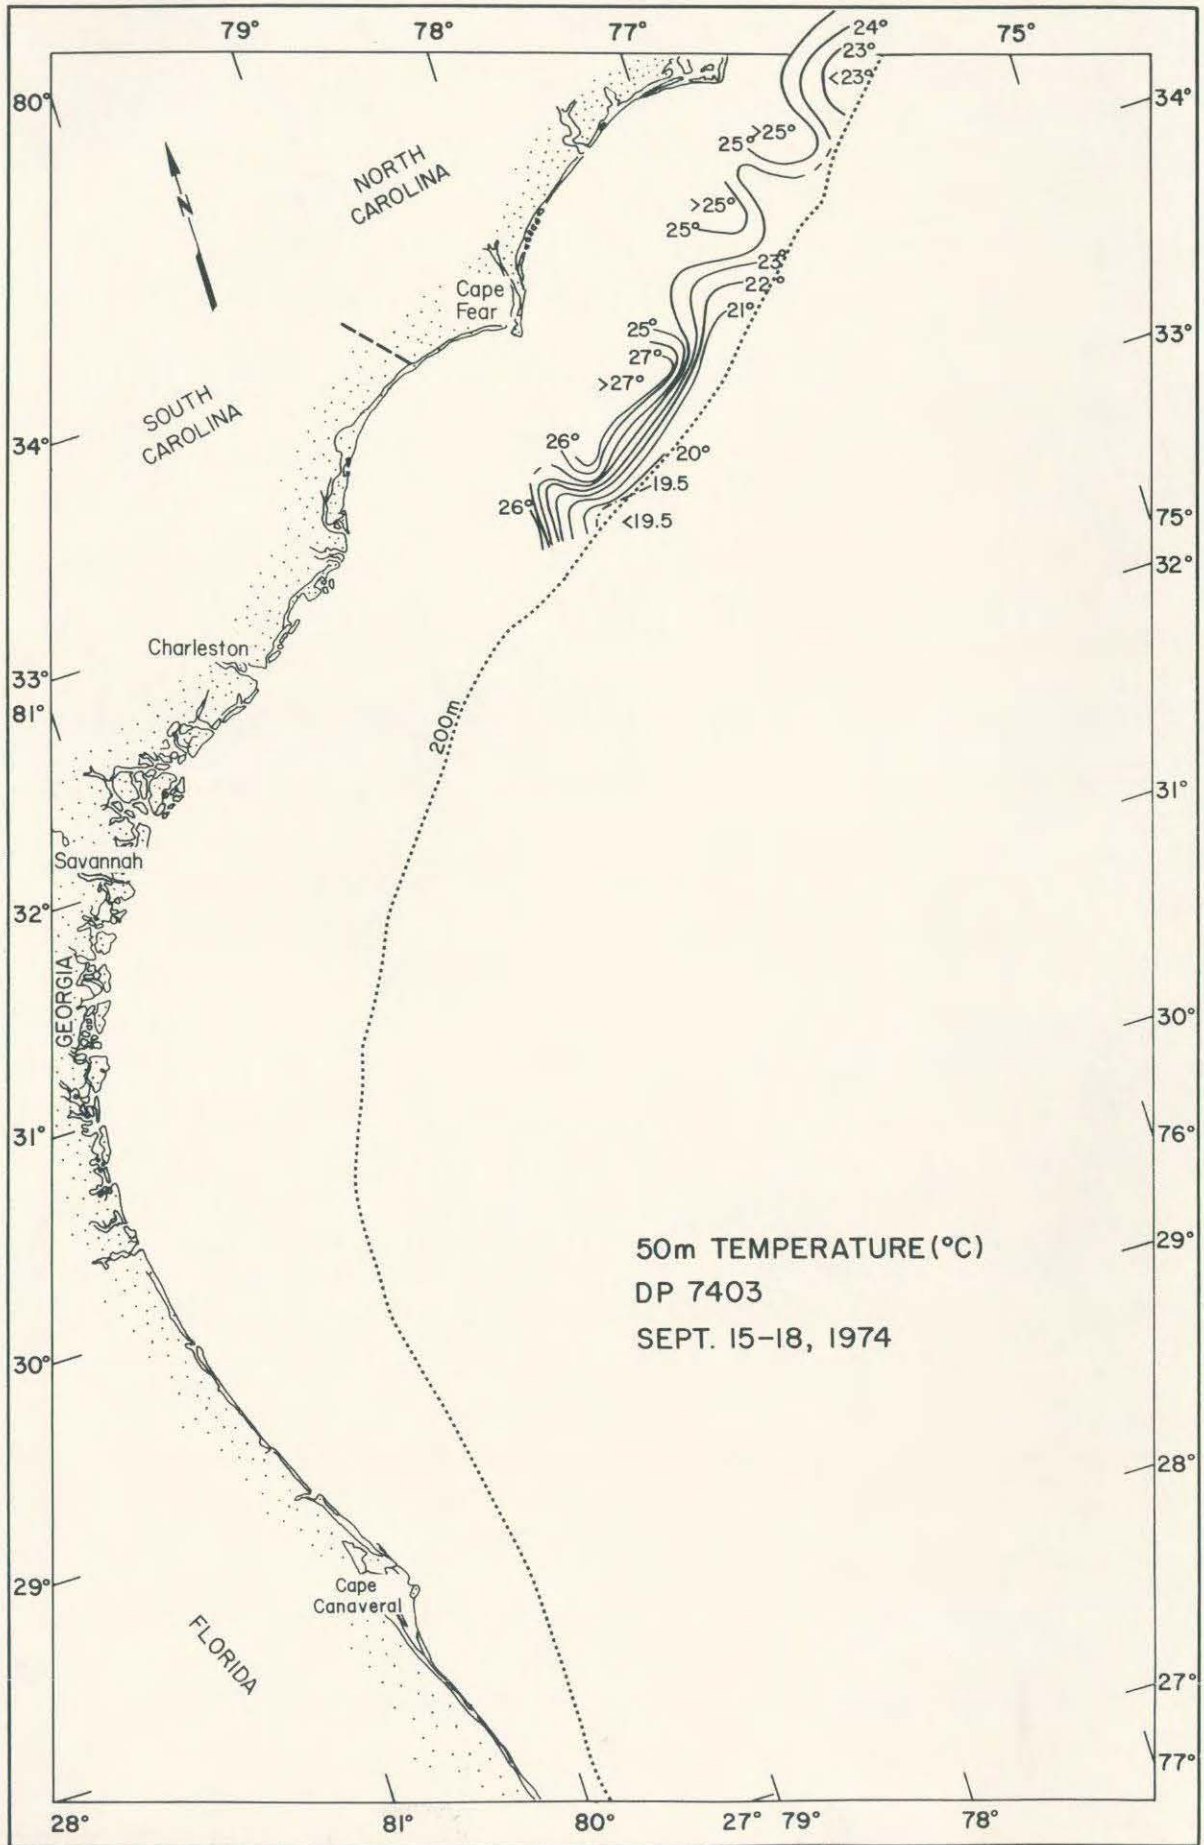 79° 78° 77° 75°
24°
23°
<23°
80°
34°
>25°
25°
NORTH
CAROLINA
N
>25°
25°
23°
22°
21°
Cape
Fear
25°
33°
27°
>27°
SOUTH
CAROLINA
34°
26°
20°
19.5
26°
<19.5
75°
32°
Charleston
33°
81°
200m
31°
Savannah
32°
GEORGIA
30°
31°
76°
50m TEMPERATURE (°C)
29°
DP 7403
SEPT. 15-18, 1974
30°
28°
29°
Cape
Canaveral
FLORIDA
27°
77°
28° 81° 80° 27° 79° 78°